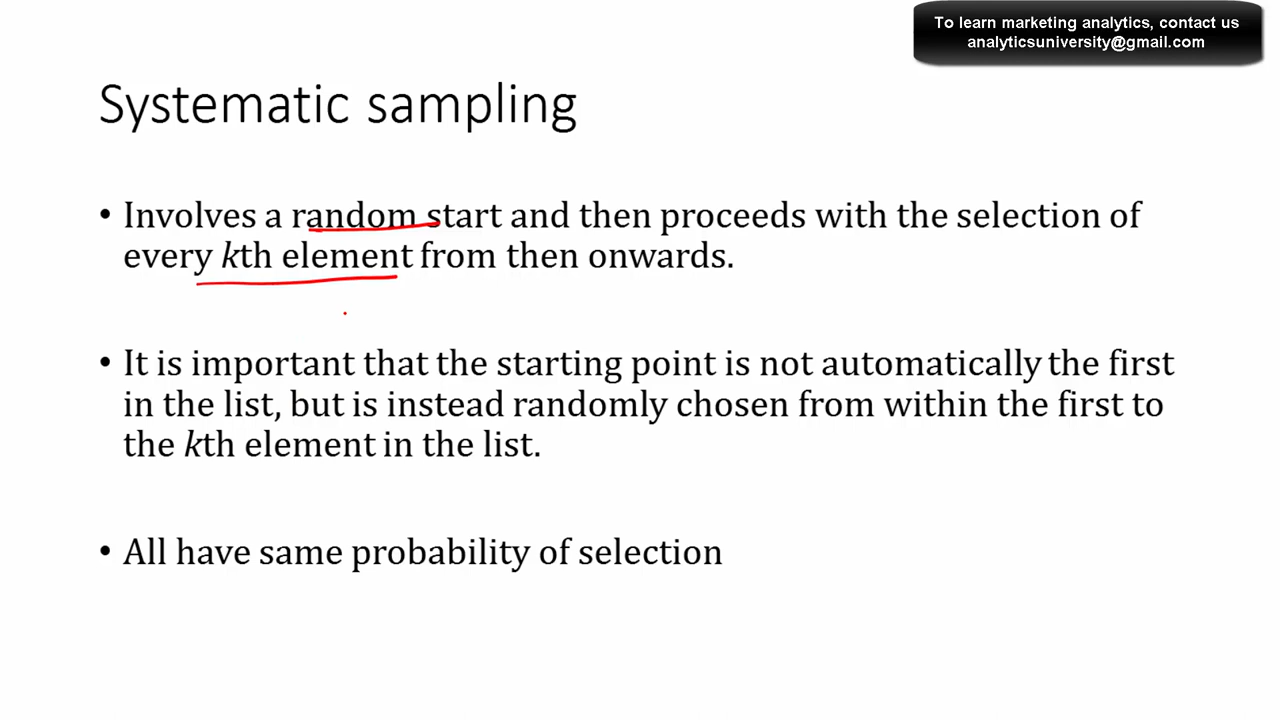 To learn marketing analytics, contact us
analyticsuniversity@gmail.com
Systematic sampling
• Involves a random start and then proceeds with the selection of
every kth element from then onwards.
• It is important that the starting point is not automatically the first
in the list, but is instead randomly chosen from within the first to
the kth element in the list.
• All have same probability of selection